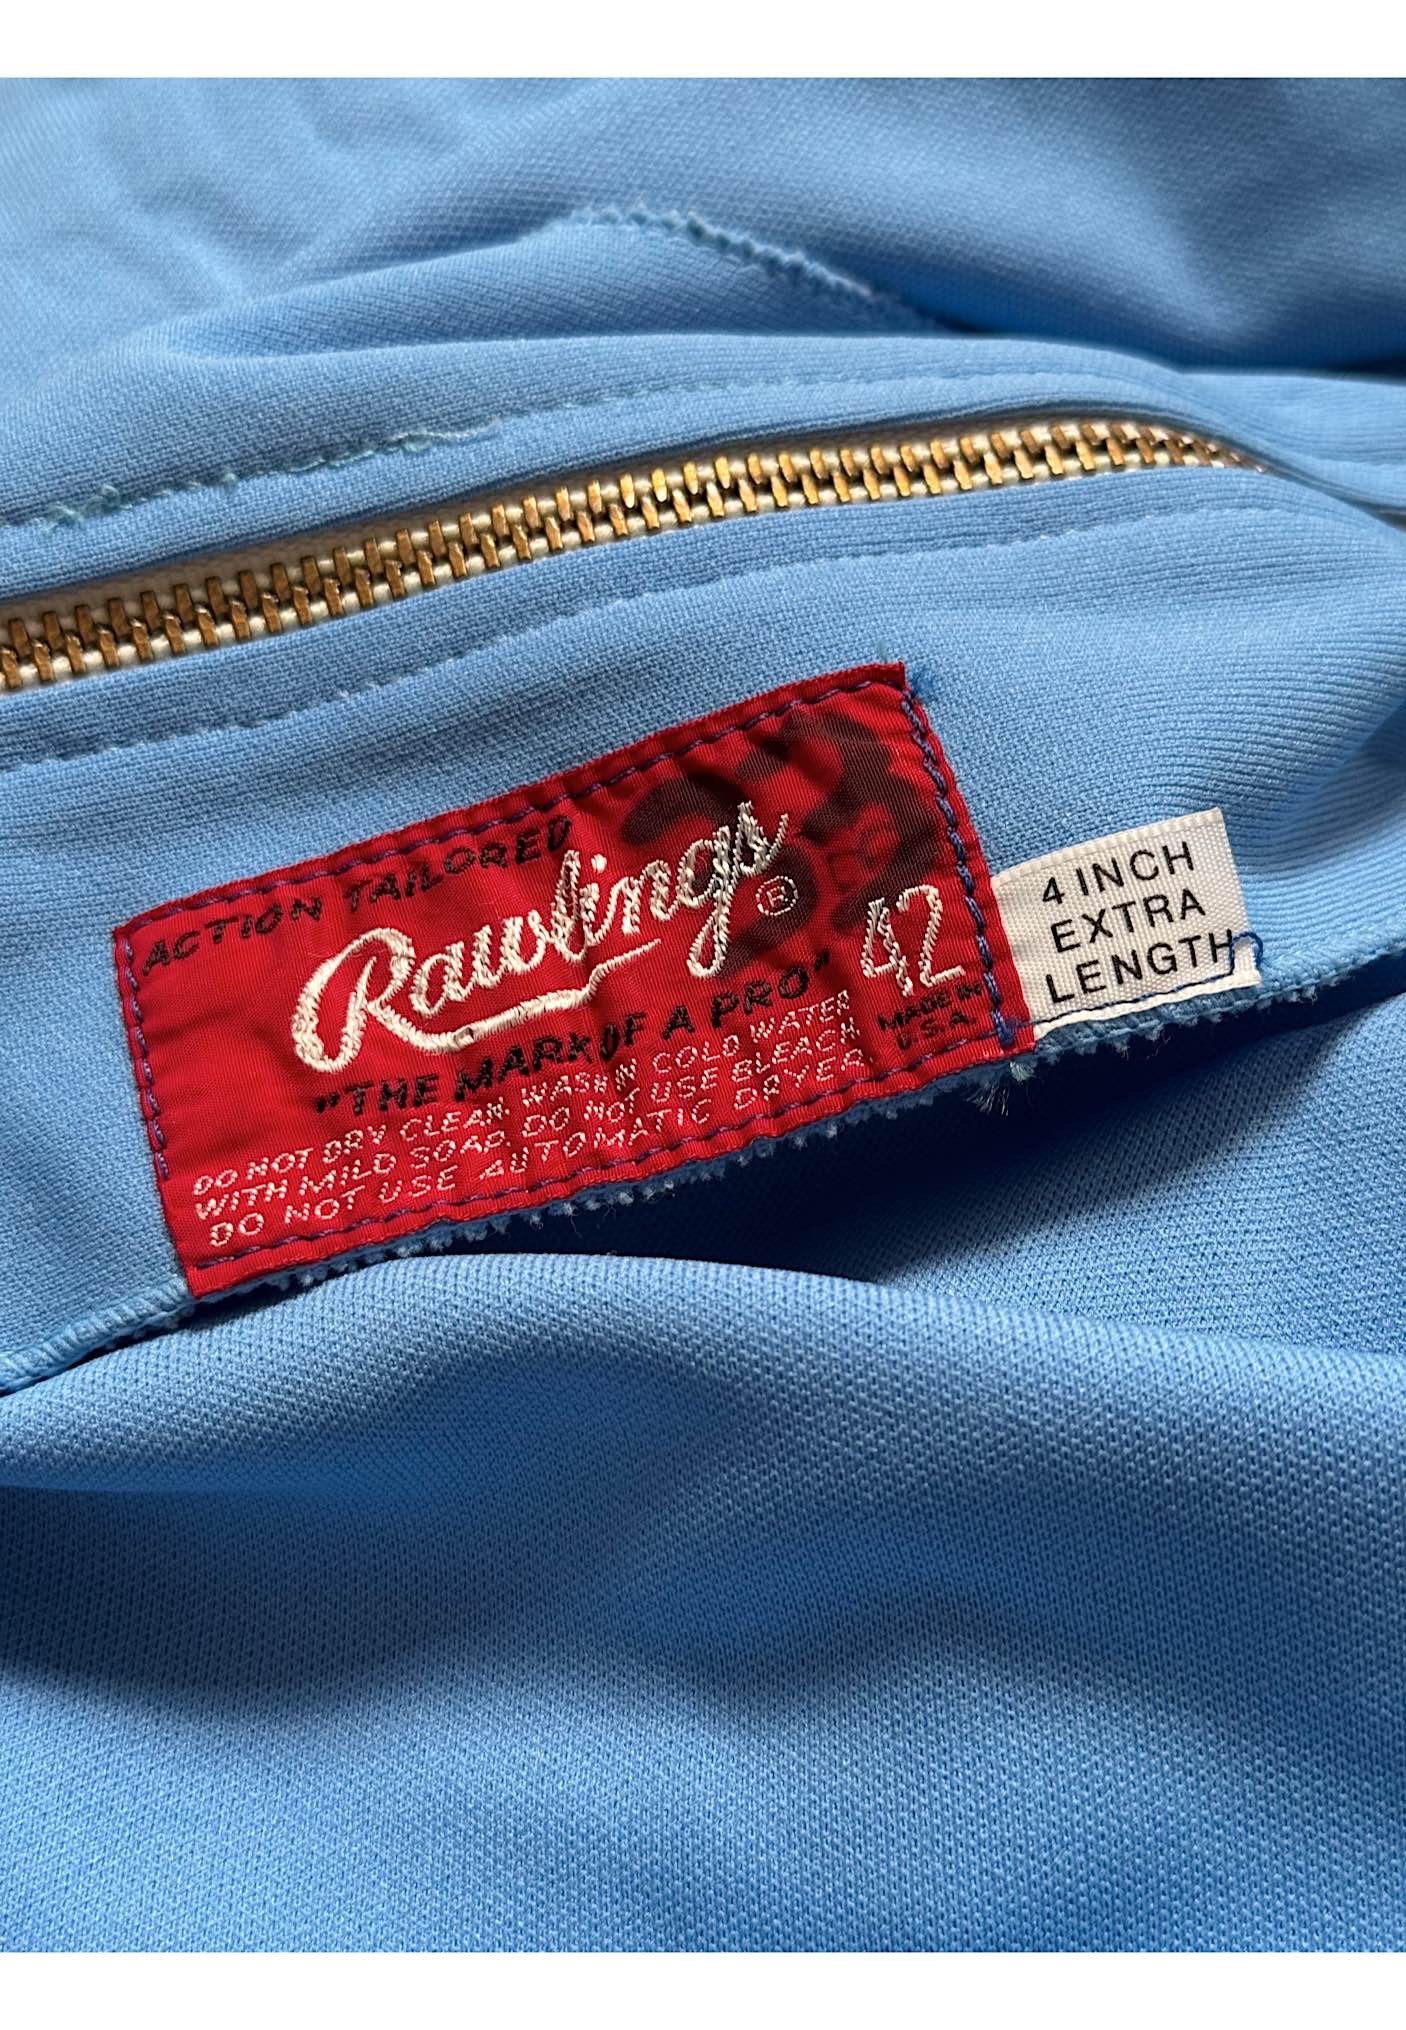 ACTION TAILORED
Rawlings ®
"THE MARK OF A PRO"
42
MADE IN
U.S.A.
DO NOT DRY CLEAN. WASH IN COLD WATER
WITH MILD SOAP. DO NOT USE BLEACH.
DO NOT USE AUTOMATIC DRYER.
4 INCH
EXTRA
LENGTH